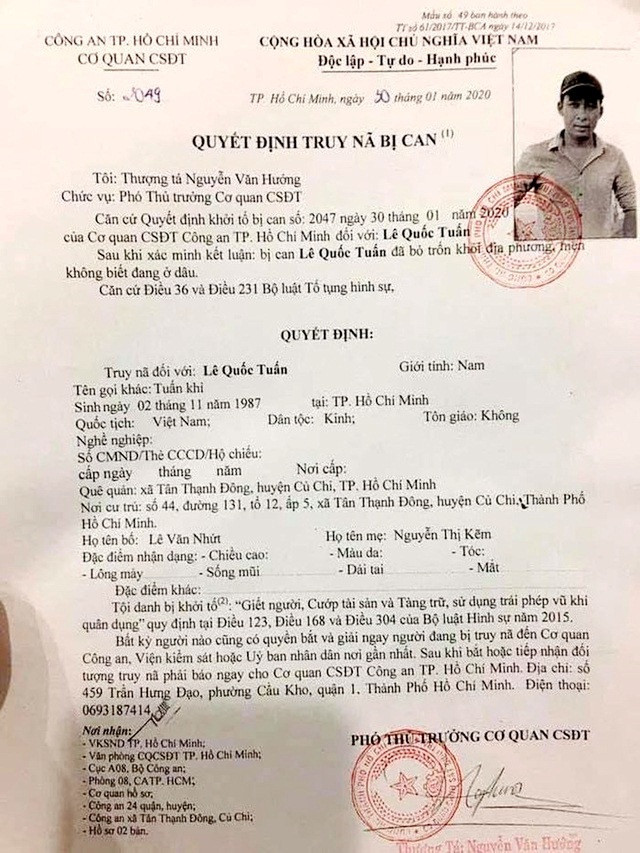 Mẫu số 49 ban hành theo
TT số 61/2017/TT-BCA ngày 14/12/2017
CÔNG AN TP. HỒ CHÍ MINH
CƠ QUAN CSĐT
CỘNG HÒA XÃ HỘI CHỦ NGHĨA VIỆT NAM
Độc lập - Tự do - Hạnh phúc
Số: 2049
TP Hồ Chí Minh, ngày 30 tháng 01 năm 2020
QUYẾT ĐỊNH TRUY NÃ BỊ CAN (1)
Tôi: Thượng tá Nguyễn Văn Hưởng
Chức vụ: Phó Thủ trưởng Cơ quan CSĐT
Căn cứ Quyết định khởi tố bị can số: 2047 ngày 30 tháng 01 năm 2020
của Cơ quan CSĐT Công an TP. Hồ Chí Minh đối với: Lê Quốc Tuấn
Sau khi xác minh kết luận: bị can Lê Quốc Tuấn đã bỏ trốn khỏi địa phương, hiện
không biết đang ở đâu.
Căn cứ Điều 36 và Điều 231 Bộ luật Tố tụng hình sự,
QUYẾT ĐỊNH:
Truy nã đối với: Lê Quốc Tuấn Giới tính: Nam
Tên gọi khác: Tuấn khỉ
Sinh ngày 02 tháng 11 năm 1987 tại: TP. Hồ Chí Minh
Quốc tịch: Việt Nam; Dân tộc: Kinh; Tôn giáo: Không
Nghề nghiệp:
Số CMND/Thẻ CCCD/Hộ chiếu:
cấp ngày tháng năm Nơi cấp:
Quê quán: xã Tân Thạnh Đông, huyện Củ Chi, TP. Hồ Chí Minh
Nơi cư trú: số 44, đường 131, tổ 12, ấp 5, xã Tân Thạnh Đông, huyện Củ Chi, Thành Phố
Hồ Chí Minh.
Họ tên bố: Lê Văn Nhứt Họ tên mẹ: Nguyễn Thị Kẽm
Đặc điểm nhận dạng: - Chiều cao: - Màu da: - Tóc:
- Lông mày - Sống mũi - Dái tai - Mắt
Đặc điểm khác:
Tội danh bị khởi tố(2): “Giết người, Cướp tài sản và Tàng trữ, sử dụng trái phép vũ khí
quân dụng” quy định tại Điều 123, Điều 168 và Điều 304 của Bộ luật Hình sự năm 2015.
Bất kỳ người nào cũng có quyền bắt và giải ngay người đang bị truy nã đến Cơ quan
Công an, Viện kiểm sát hoặc Uỷ ban nhân dân nơi gần nhất. Sau khi bắt hoặc tiếp nhận đối
tượng truy nã phải báo ngay cho Cơ quan CSĐT Công an TP. Hồ Chí Minh. Địa chỉ: số
459 Trần Hưng Đạo, phường Cầu Kho, quận 1, Thành Phố Hồ Chí Minh. Điện thoại:
0693187414
Nơi nhận:
- VKSND TP, Hồ Chí Minh;
- Văn phòng CQCSĐT TP. Hồ Chí Minh;
- Cục A08, Bộ Công an;
- Phòng 08, CATP. HCM;
- Cơ quan hồ sơ;
- Công an 24 quận, huyện;
- Công an xã Tân Thạnh Đông, Củ Chi;
- Hồ sơ 02 bản.
PHÓ THỦ TRƯỞNG CƠ QUAN CSĐT
Thượng Tá: Nguyễn Văn Hưởng